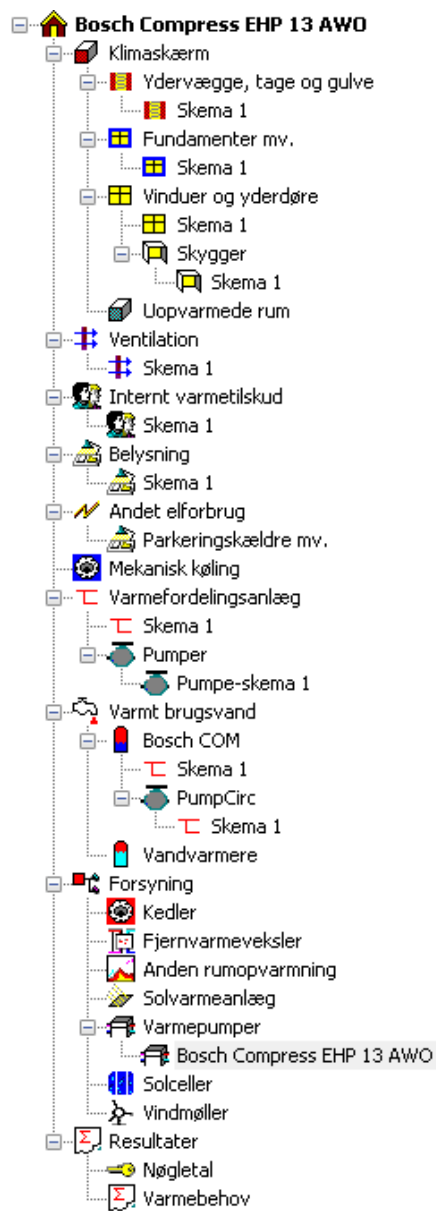 Bosch Compress EHP 13 AWO
Klimaskærm
Ydervægge, tage og gulve
Skema 1
Fundamenter mv.
Skema 1
Vinduer og yderdøre
Skema 1
Skygger
Skema 1
Uopvarmede rum
Ventilation
Skema 1
Internt varmetilskud
Skema 1
Belysning
Skema 1
Andet elforbrug
Parkeringskældre mv.
Mekanisk køling
Varmefordelingsanlæg
Skema 1
Pumper
Pumpe-skema 1
Varmt brugsvand
Bosch COM
Skema 1
PumpCirc
Skema 1
Vandvarmere
Forsyning
Kedler
Fjernvarmeveksler
Anden rumopvarmning
Solvarmeanlæg
Varmepumper
Bosch Compress EHP 13 AWO
Solceller
Vindmøller
Resultater
Nøgletal
Varmebehov